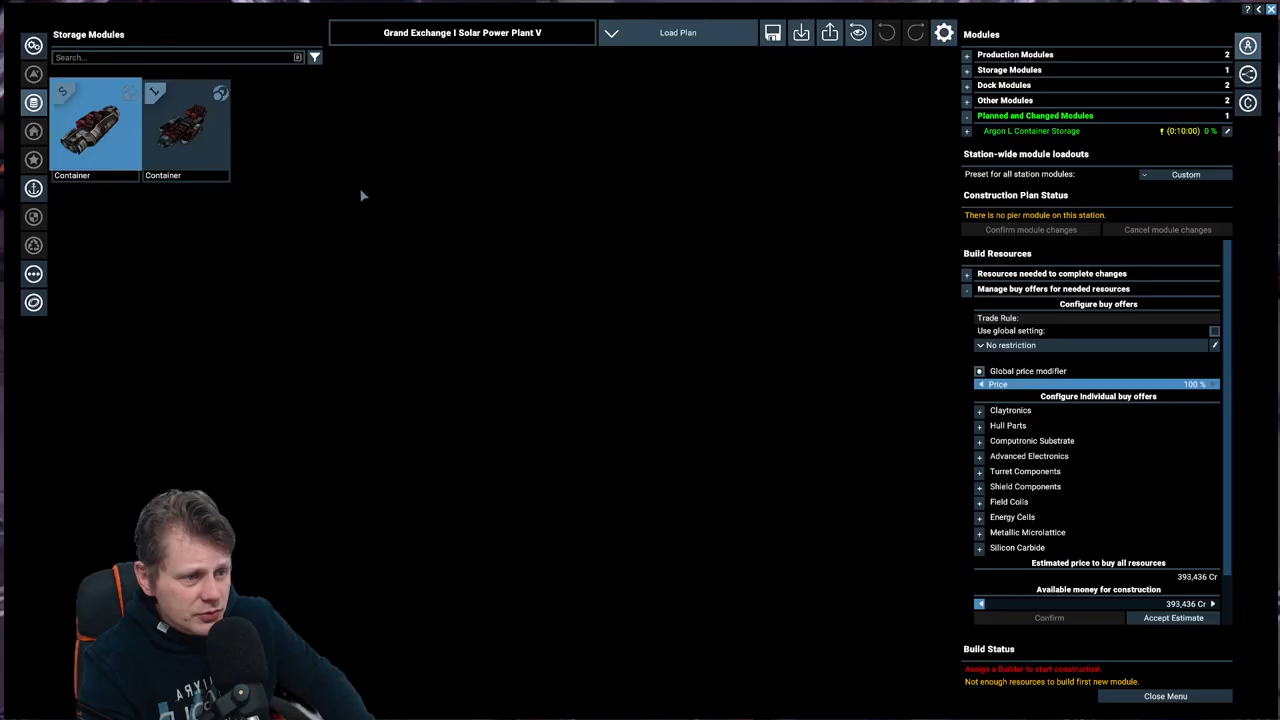 Storage Modules
Search...
S
L
Container
Container
Grand Exchange I Solar Power Plant V
Load Plan
Modules
Production Modules 2
Storage Modules 1
Dock Modules 2
Other Modules 2
Planned and Changed Modules 1
Argon L Container Storage (0:10:00) 0 %
Station-wide module loadouts
Preset for all station modules: Custom
Construction Plan Status
There is no pier module on this station.
Confirm module changes Cancel module changes
Build Resources
Resources needed to complete changes
Manage buy offers for needed resources
Configure buy offers
Trade Rule:
Use global setting:
No restriction
Global price modifier
Price 100 %
Configure individual buy offers
Claytronics
Hull Parts
Computronic Substrate
Advanced Electronics
Turret Components
Shield Components
Field Coils
Energy Cells
Metallic Microlattice
Silicon Carbide
Estimated price to buy all resources
393,436 Cr
Available money for construction
393,436 Cr
Confirm Accept Estimate
Build Status
Assign a Builder to start construction.
Not enough resources to build first new module.
Close Menu